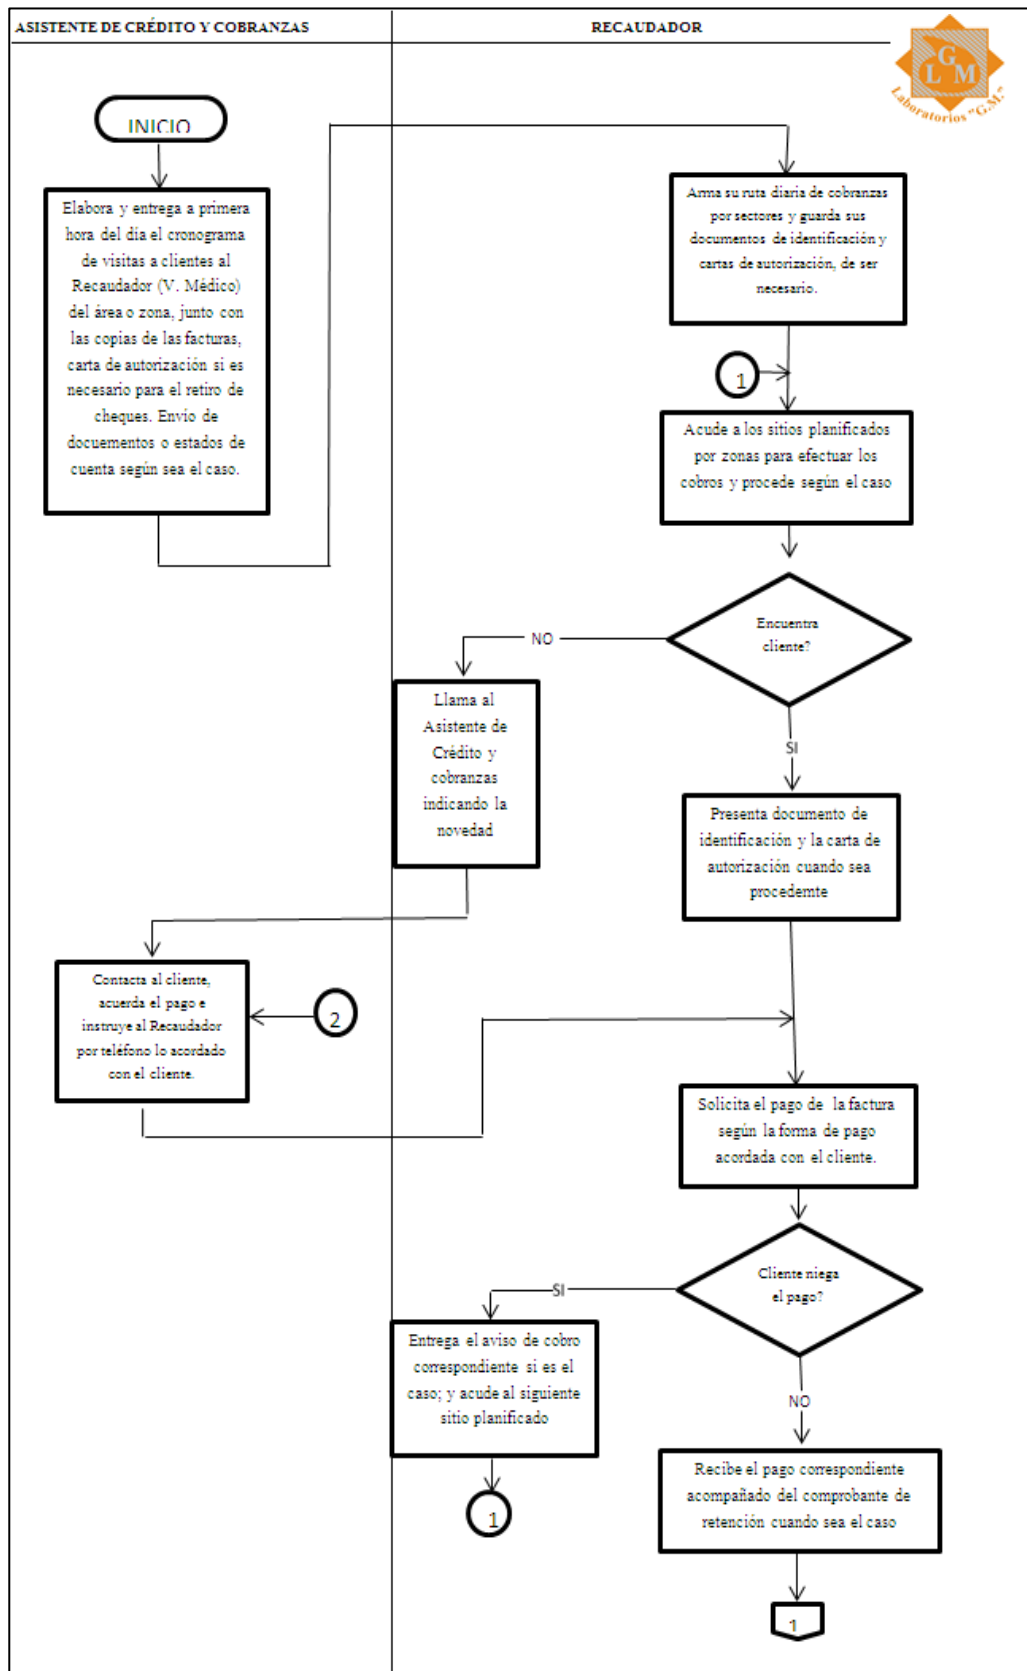 ASISTENTE DE CRÉDITO Y COBRANZAS
RECAUDADOR
G
L M
Laboratorios "G.M."
INICIO
Elabora y entrega a primera
hora del día el cronograma
de visitas a clientes al
Recaudador (V. Médico)
del área o zona, junto con
las copias de las facturas,
carta de autorización si es
necesario para el retiro de
cheques. Envio de
docuementos o estados de
cuenta según sea el caso.
Arma su ruta diaria de cobranzas
por sectores y guarda sus
documentos de identificación y
cartas de autorización, de ser
necesario.
1
Acude a los sitios planificados
por zonas para efectuar los
cobros y procede según el caso
Encuentra
cliente?
NO
SI
Llama al
Asistente de
Crédito y
cobranzas
indicando la
novedad
Presenta documento de
identificación y la carta de
autorización cuando sea
procedemte
Contacta al cliente,
acuerda el pago e
instruye al Recaudador
por teléfono lo acordado
con el cliente.
2
Solicita el pago de la factura
según la forma de pago
acordada con el cliente.
Cliente niega
el pago?
SI
NO
Entrega el aviso de cobro
correspondiente si es el
caso; y acude al siguiente
sitio planificado
1
Recibe el pago correspondiente
acompañado del comprobante de
retención cuando sea el caso
1